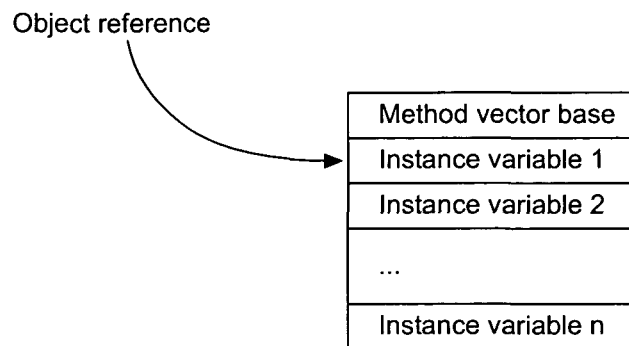 Object reference
Method vector base
Instance variable 1
Instance variable 2
...
Instance variable n